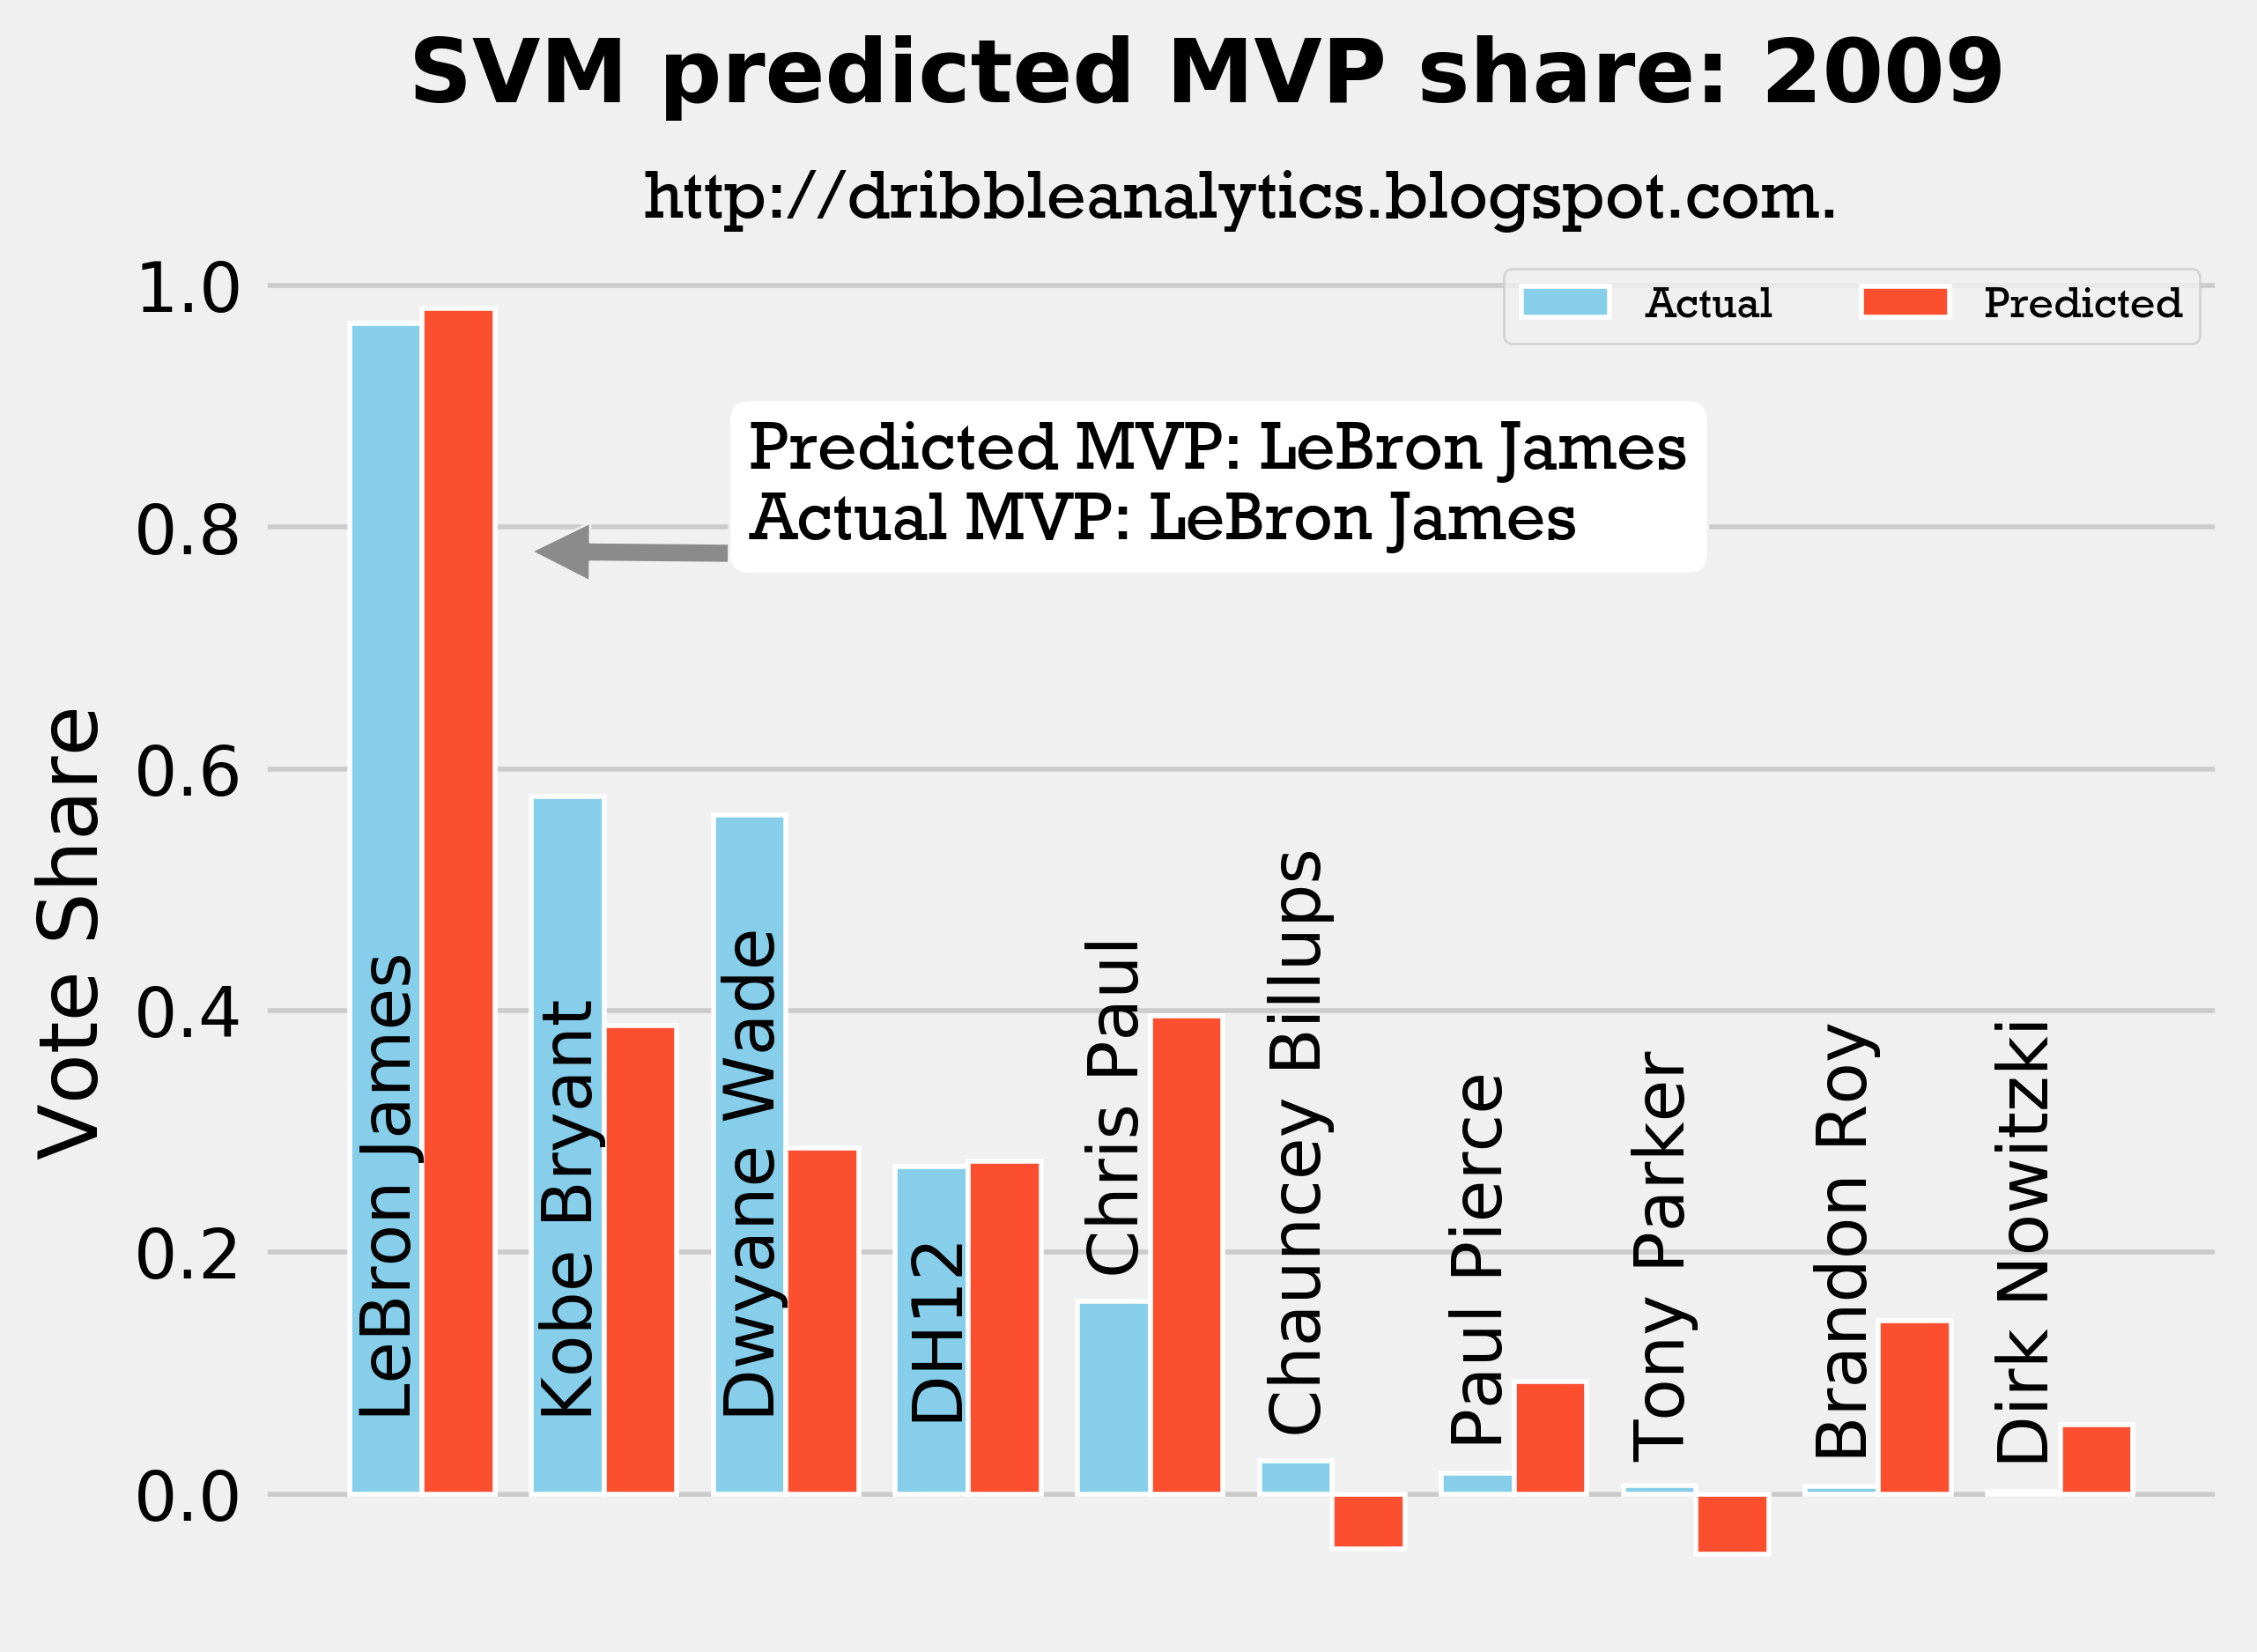 SVM predicted MVP share: 2009
http://dribbleanalytics.blogspot.com.
Actual
Predicted
Predicted MVP: LeBron James
Actual MVP: LeBron James
Vote Share
1.0
0.8
0.6
0.4
0.2
0.0
LeBron James
Kobe Bryant
Dwyane Wade
DH12
Chris Paul
Chauncey Billups
Paul Pierce
Tony Parker
Brandon Roy
Dirk Nowitzki